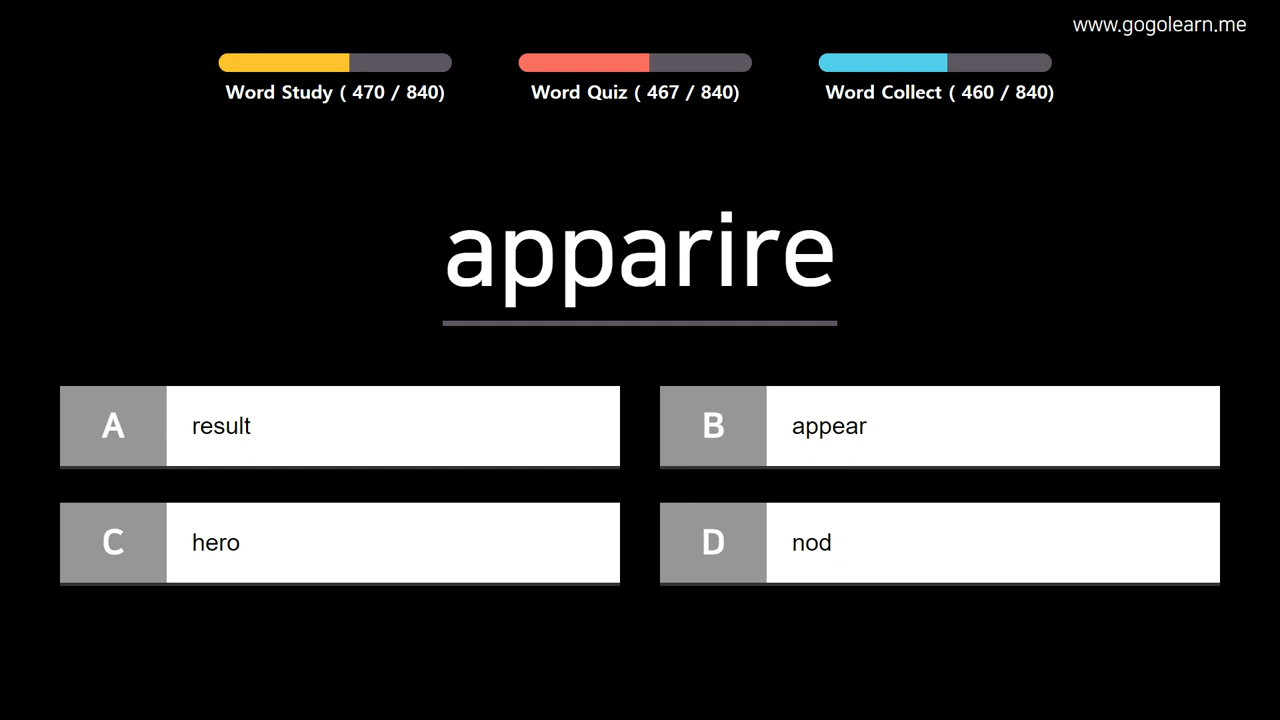 www.gogolearn.me
Word Study ( 470 / 840)
Word Quiz ( 467 / 840)
Word Collect ( 460 / 840)
apparire
A result
B appear
C hero
D nod